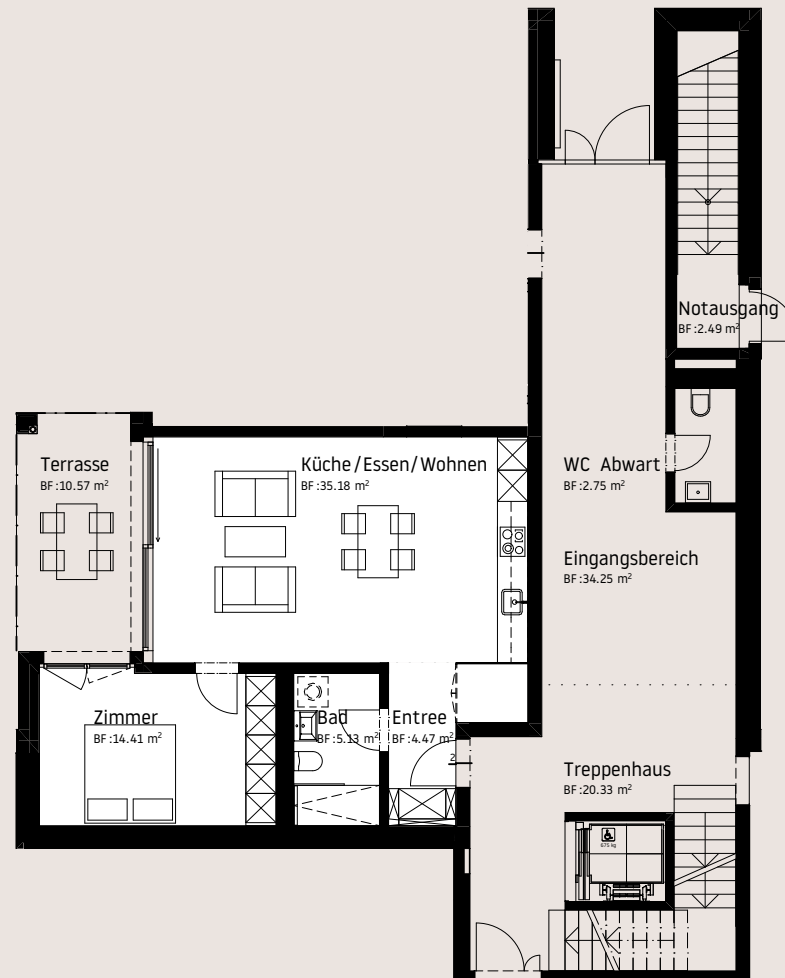 Notausgang
BF :2.49 m²
Terrasse
BF :10.57 m²
Küche/Essen/Wohnen
BF :35.18 m²
WC Abwart
BF :2.75 m²
Eingangsbereich
BF :34.25 m²
Zimmer
BF :14.41 m²
Bad
BF :5.13 m²
Entree
BF :4.47 m²
2
Treppenhaus
BF :20.33 m²
675 kg